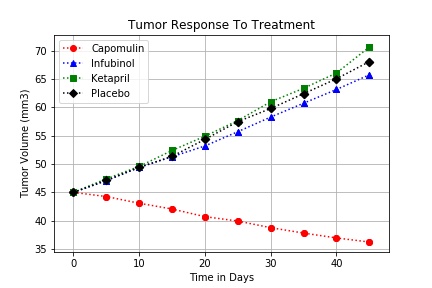 Tumor Response To Treatment
Capomulin
Infubinol
Ketapril
Placebo
Tumor Volume (mm3)
70
65
60
55
50
45
40
35
0
10
20
30
40
Time in Days